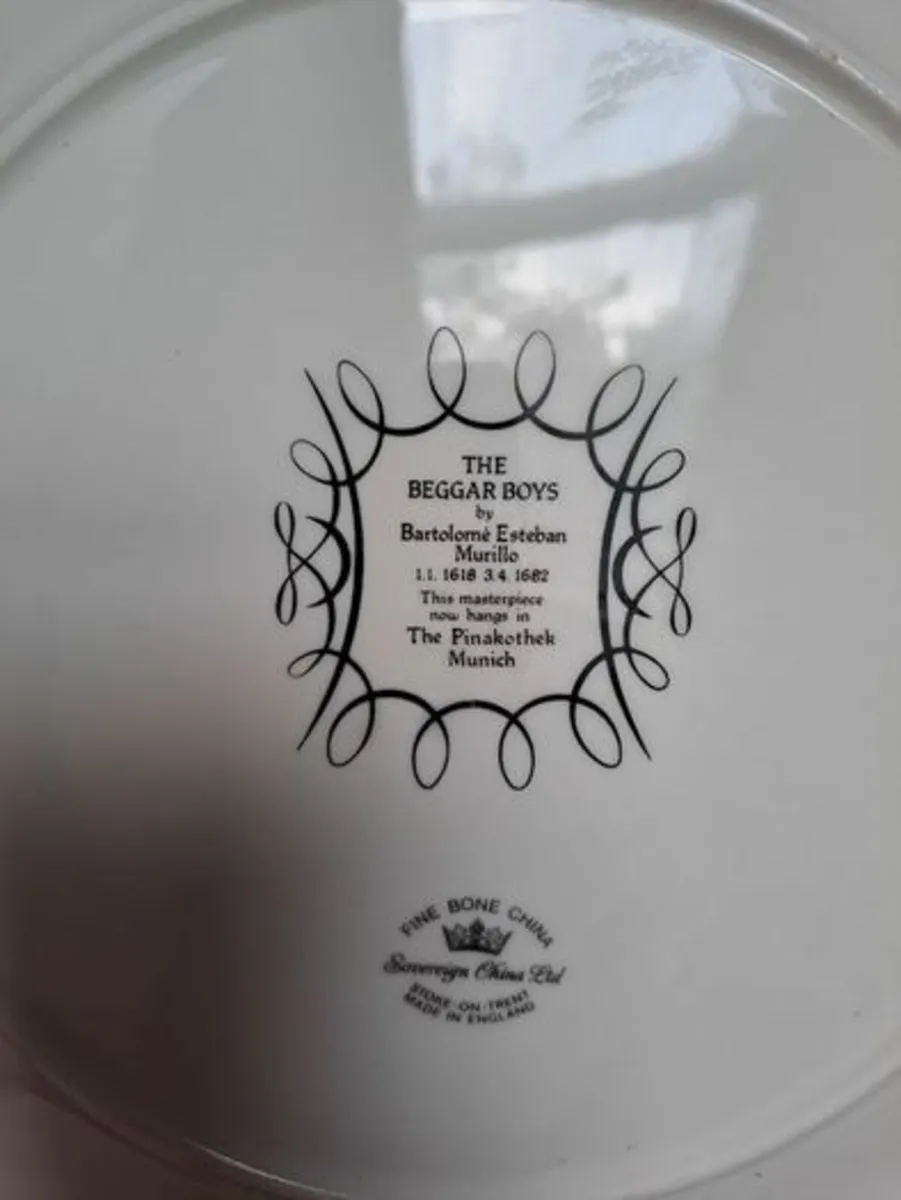 THE
BEGGAR BOYS
by
Bartolomè Esteban
Murillo
1.1. 1618 3.4. 1682
This masterpiece
now hangs in
The Pinakothek
Munich
FINE BONE CHINA
Sovereign China Ltd
STOKE-ON-TRENT
MADE IN ENGLAND